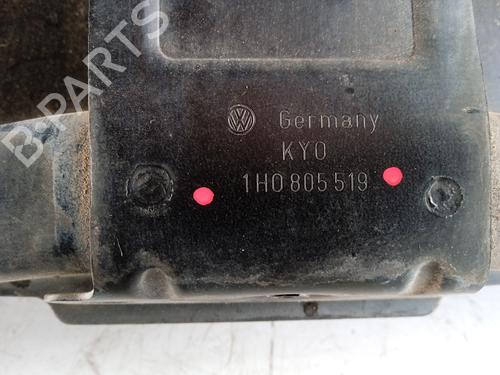 B-PARTS
Germany
KYO
1H0 805 519